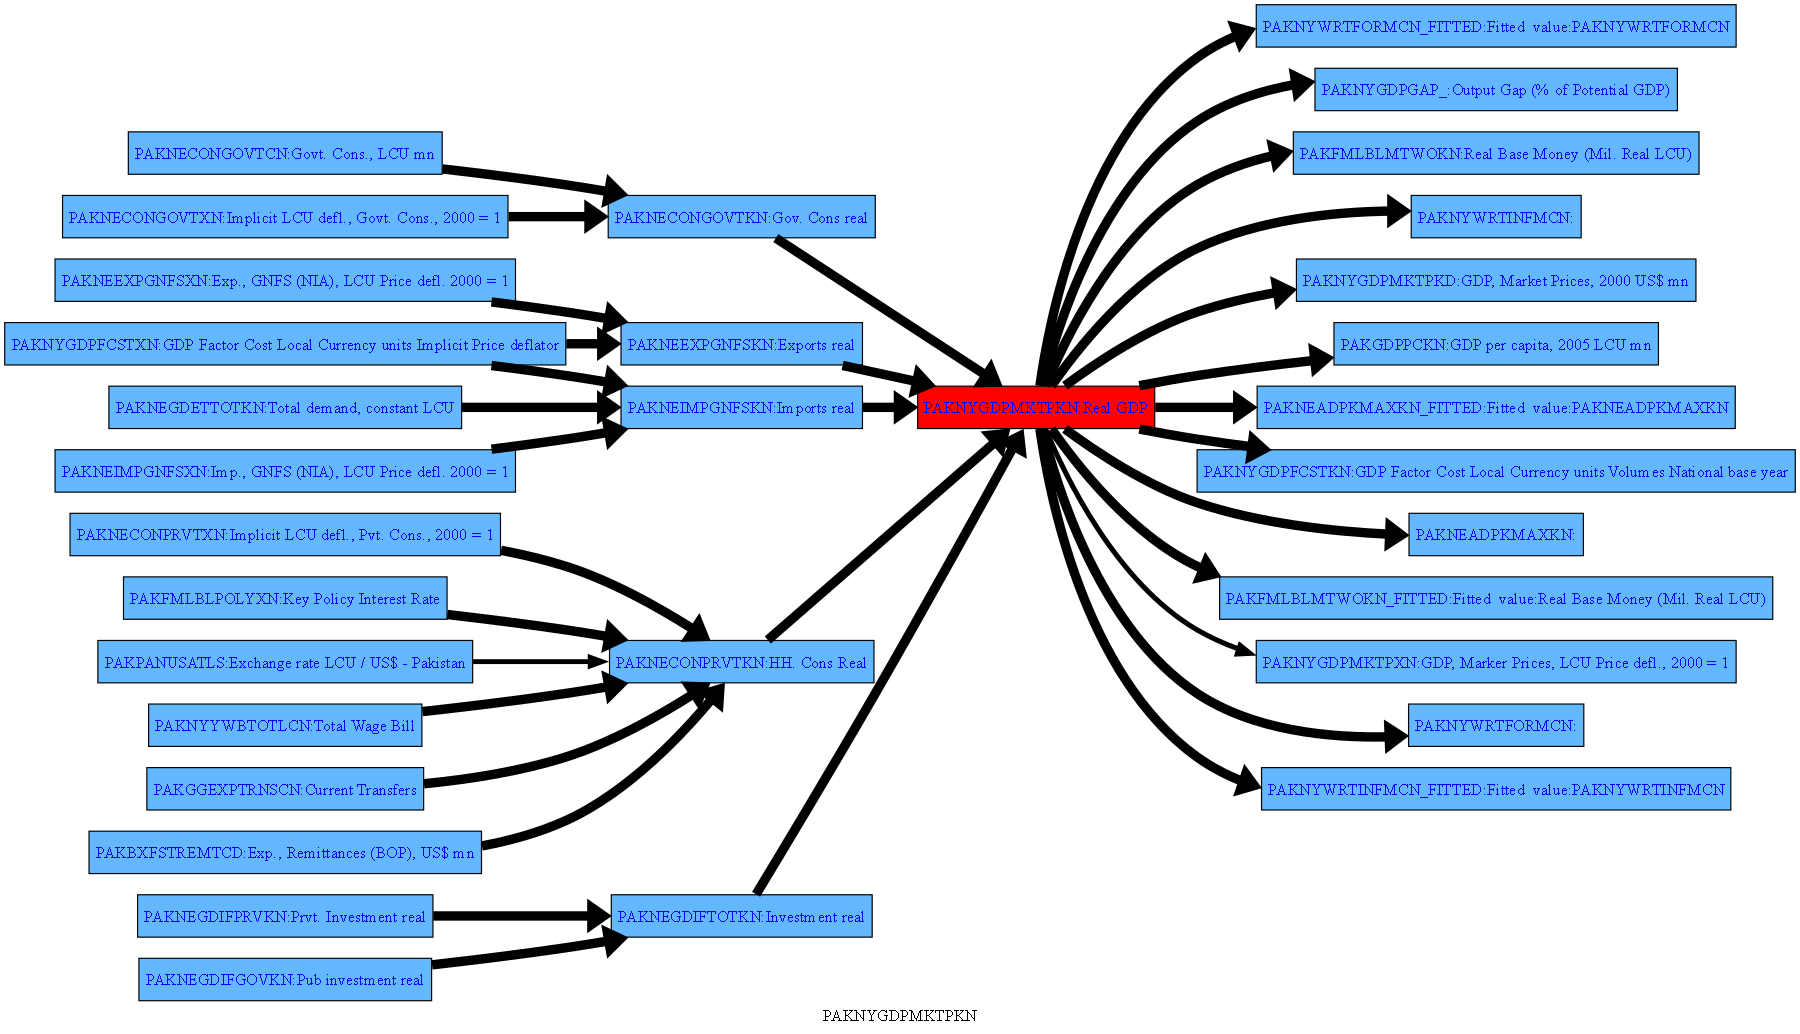 PAKNECONGOVTCN:Govt. Cons., LCU mn
PAKNECONGOVTXN:Implicit LCU defl., Govt. Cons., 2000 = 1
PAKNEEXPGNFSXN:Exp., GNFS (NIA), LCU Price defl. 2000 = 1
PAKNYGDPFCSTXN:GDP Factor Cost Local Currency units Implicit Price deflator
PAKNEGDETTOTKN:Total demand, constant LCU
PAKNEIMPGNFSXN:Imp., GNFS (NIA), LCU Price defl. 2000 = 1
PAKNECONPRVTXN:Implicit LCU defl., Pvt. Cons., 2000 = 1
PAKFMLBLPOLYXN:Key Policy Interest Rate
PAKPANUSATLS:Exchange rate LCU / US$ - Pakistan
PAKNYYWBTOTLCN:Total Wage Bill
PAKGGEXPTRNSCN:Current Transfers
PAKBXFSTREMTCD:Exp., Remittances (BOP), US$ mn
PAKNEGDIFPRVKN:Prvt. Investment real
PAKNEGDIFGOVKN:Pub investment real
PAKNECONGOVTKN:Gov. Cons real
PAKNEEXPGNFSKN:Exports real
PAKNEIMPGNFSKN:Imports real
PAKNECONPRVTKN:HH. Cons Real
PAKNEGDIFTOTKN:Investment real
PAKNYGDPMKTPKN:Real GDP
PAKNYWRTFORMCN_FITTED:Fitted value:PAKNYWRTFORMCN
PAKNYGDPGAP_:Output Gap (% of Potential GDP)
PAKFMLBLMTWOKN:Real Base Money (Mil. Real LCU)
PAKNYWRTINFMCN:
PAKNYGDPMKTPKD:GDP, Market Prices, 2000 US$ mn
PAKGDPPCKN:GDP per capita, 2005 LCU mn
PAKNEADPKMAXKN_FITTED:Fitted value:PAKNEADPKMAXKN
PAKNYGDPFCSTKN:GDP Factor Cost Local Currency units Volumes National base year
PAKNEADPKMAXKN:
PAKFMLBLMTWOKN_FITTED:Fitted value:Real Base Money (Mil. Real LCU)
PAKNYGDPMKTPXN:GDP, Marker Prices, LCU Price defl., 2000 = 1
PAKNYWRTFORMCN:
PAKNYWRTINFMCN_FITTED:Fitted value:PAKNYWRTINFMCN
PAKNYGDPMKTPKN